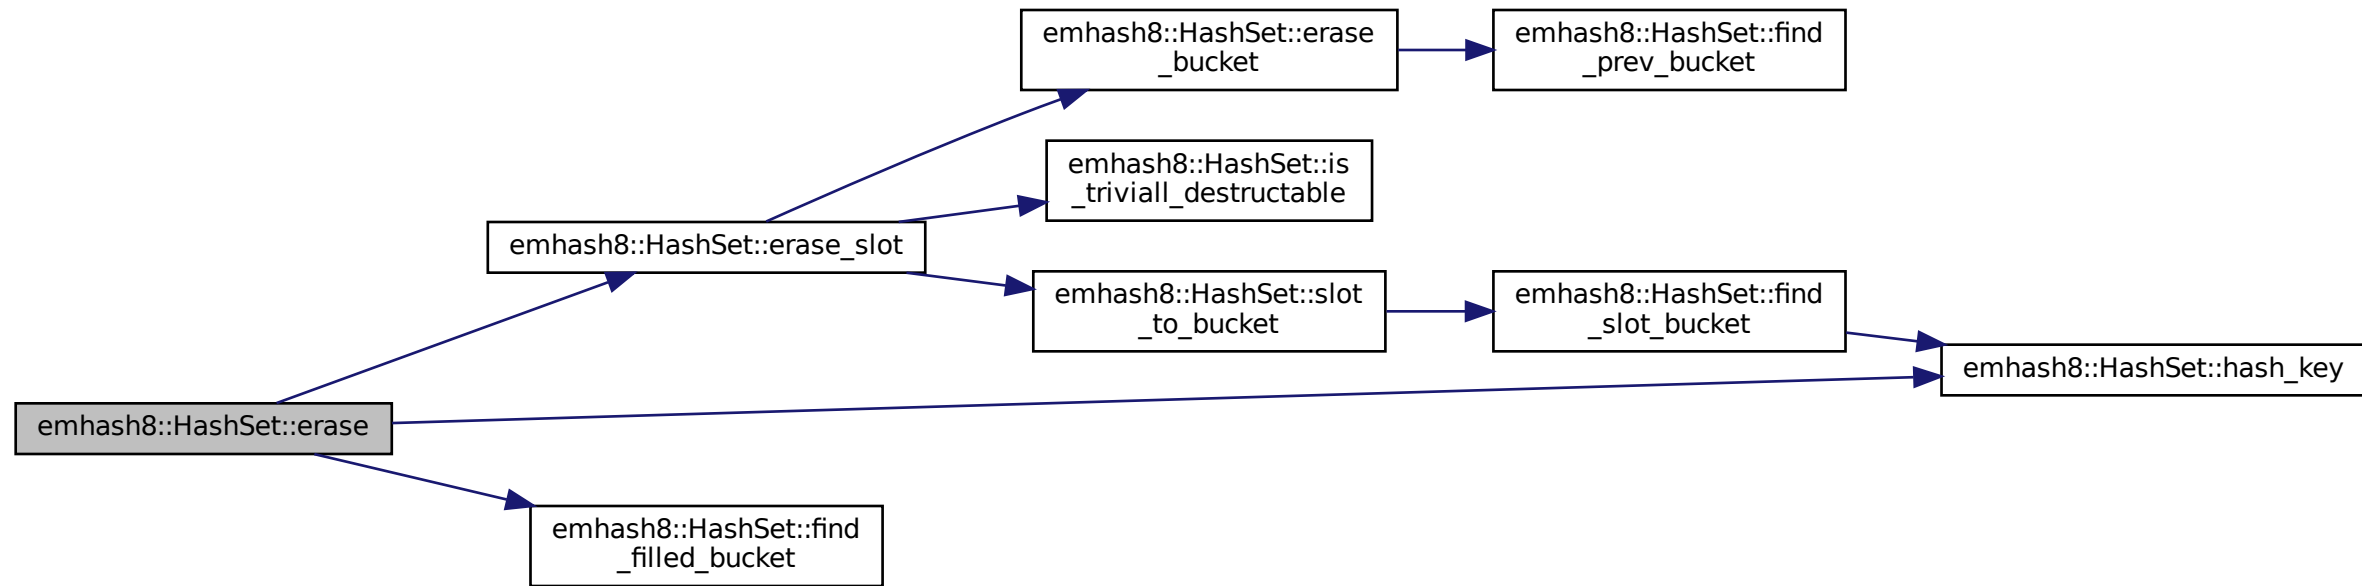 emhash8::HashSet::erase
_bucket
emhash8::HashSet::find
_prev_bucket
emhash8::HashSet::is
_triviall_destructable
emhash8::HashSet::erase_slot
emhash8::HashSet::slot
_to_bucket
emhash8::HashSet::find
_slot_bucket
emhash8::HashSet::hash_key
emhash8::HashSet::erase
emhash8::HashSet::find
_filled_bucket